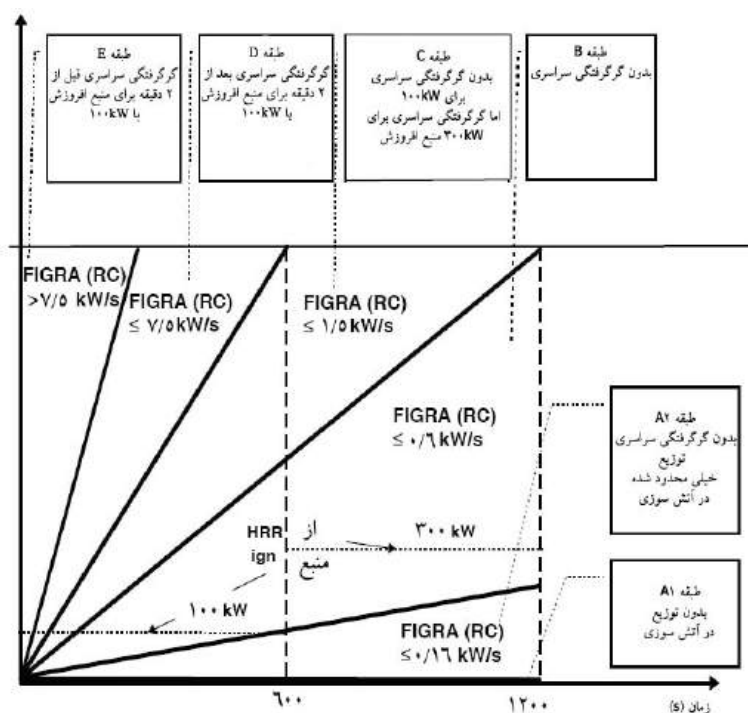 طبقه E
گرگرفتگی سراسری قبل از
۲ دقیقه برای منبع افروزش
با ۱۰۰kW
طبقه D
گرگرفتگی سراسری بعد از
۲ دقیقه برای منبع افروزش
با ۱۰۰kW
طبقه C
بدون گرگرفتگی سراسری
برای ۱۰۰kW
اما گرگرفتگی سراسری برای
۳۰۰kW منبع افروزش
طبقه B
بدون گرگرفتگی سراسری
FIGRA (RC)
>۷/۵ kW/s
FIGRA (RC)
≤ ۷/۵kW/s
FIGRA (RC)
≤ ۱/۵kW/s
FIGRA (RC)
≤۰/۶ kW/s
طبقه A۲
بدون گرگرفتگی سراسری
توزیع
خیلی محدود شده
در آتش سوزی
HRR از
ign منبع
۳۰۰ kW
۱۰۰ kW
طبقه A۱
بدون توزیع
در آتش سوزی
FIGRA (RC)
≤۰/۱۶ kW/s
۶۰۰
۱۲۰۰
زمان (s)